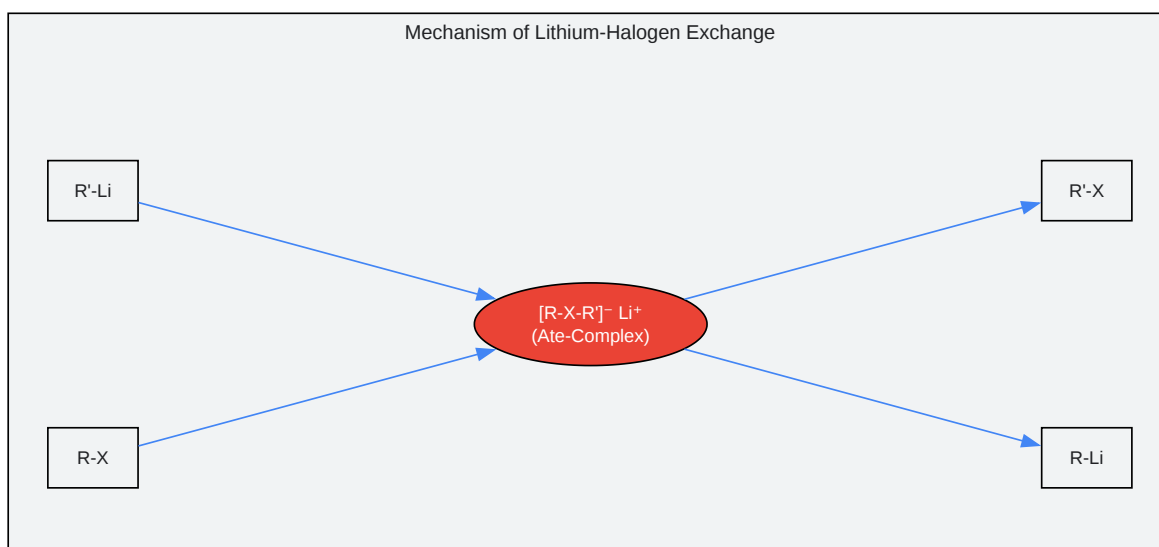 Mechanism of Lithium-Halogen Exchange
R'-Li
R'-X
[R-X-R']⁻ Li⁺
(Ate-Complex)
R-X
R-Li